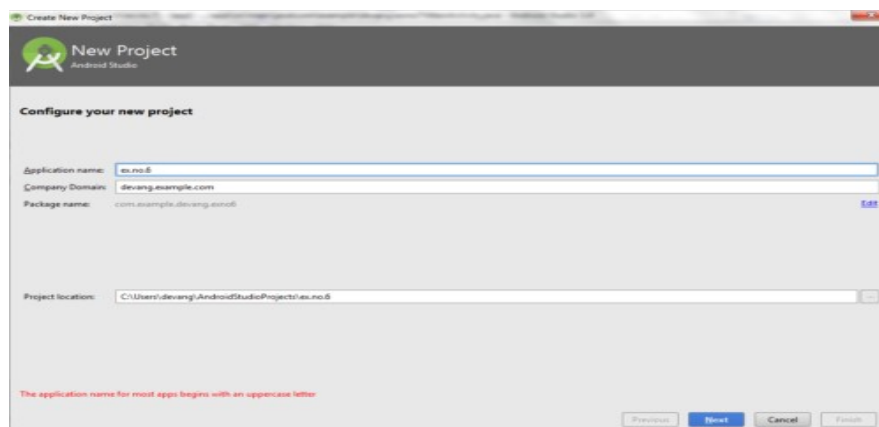 Create New Project
New Project
Android Studio
Configure your new project
Application name: ex.no.6
Company Domain: devang.example.com
Package name: com.example.devang.exno6
Edit
Project location: C:\Users\devang\AndroidStudioProjects\ex.no.6
...
The application name for most apps begins with an uppercase letter
Previous Next Cancel Finish